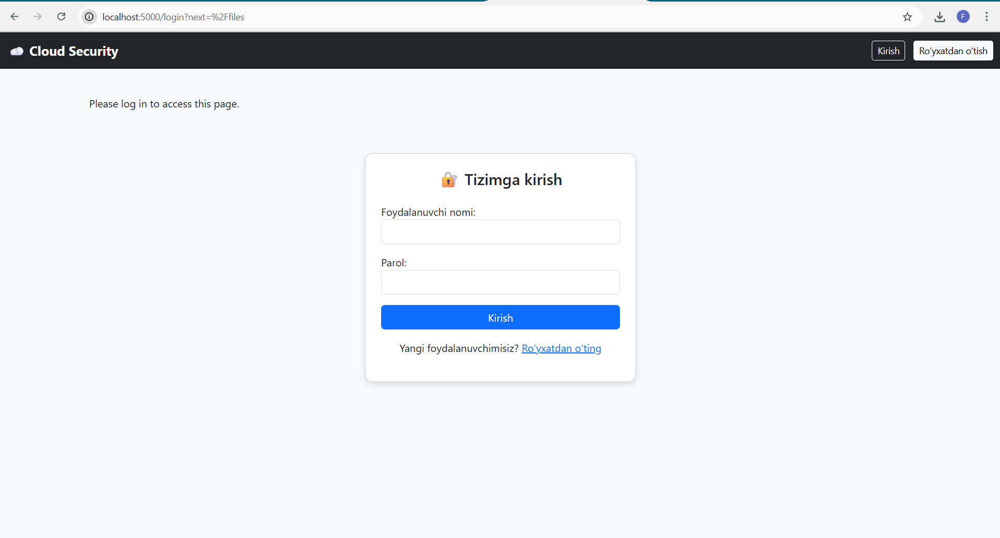 localhost:5000/login?next=%2Ffiles
F
Cloud Security
Kirish
Ro‘yxatdan o‘tish
Please log in to access this page.
Tizimga kirish
Foydalanuvchi nomi:
Parol:
Kirish
Yangi foydalanuvchimisiz? Ro‘yxatdan o‘ting